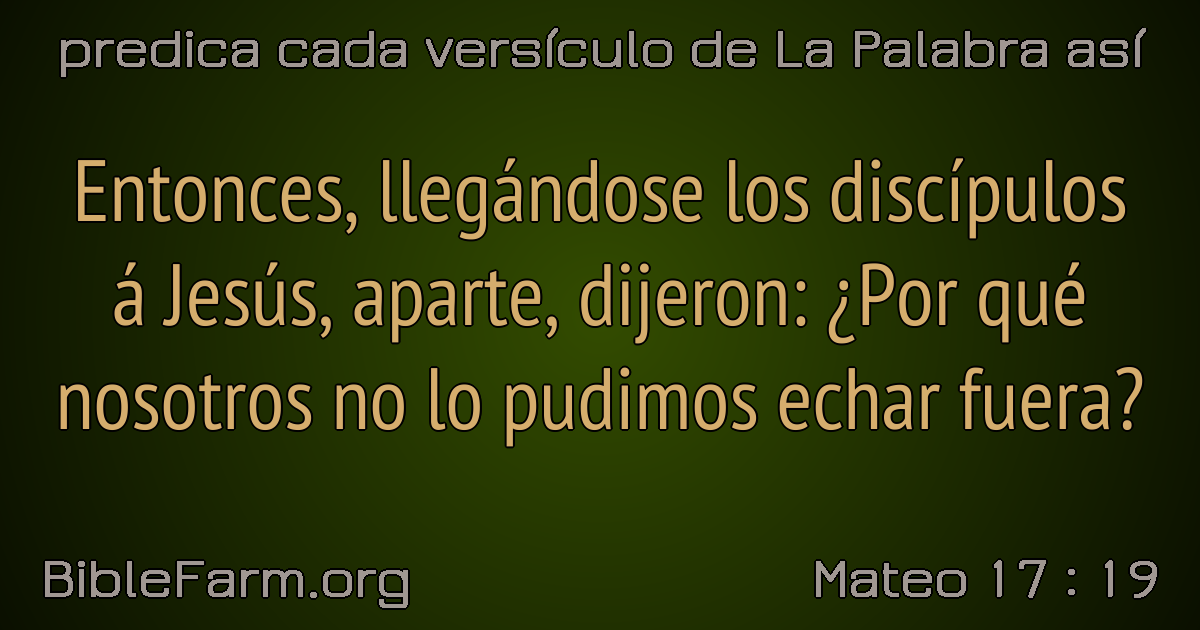 predica cada versículo de La Palabra así
Entonces, llegándose los discípulos
á Jesús, aparte, dijeron: ¿Por qué
nosotros no lo pudimos echar fuera?
BibleFarm.org
Mateo 17 : 19